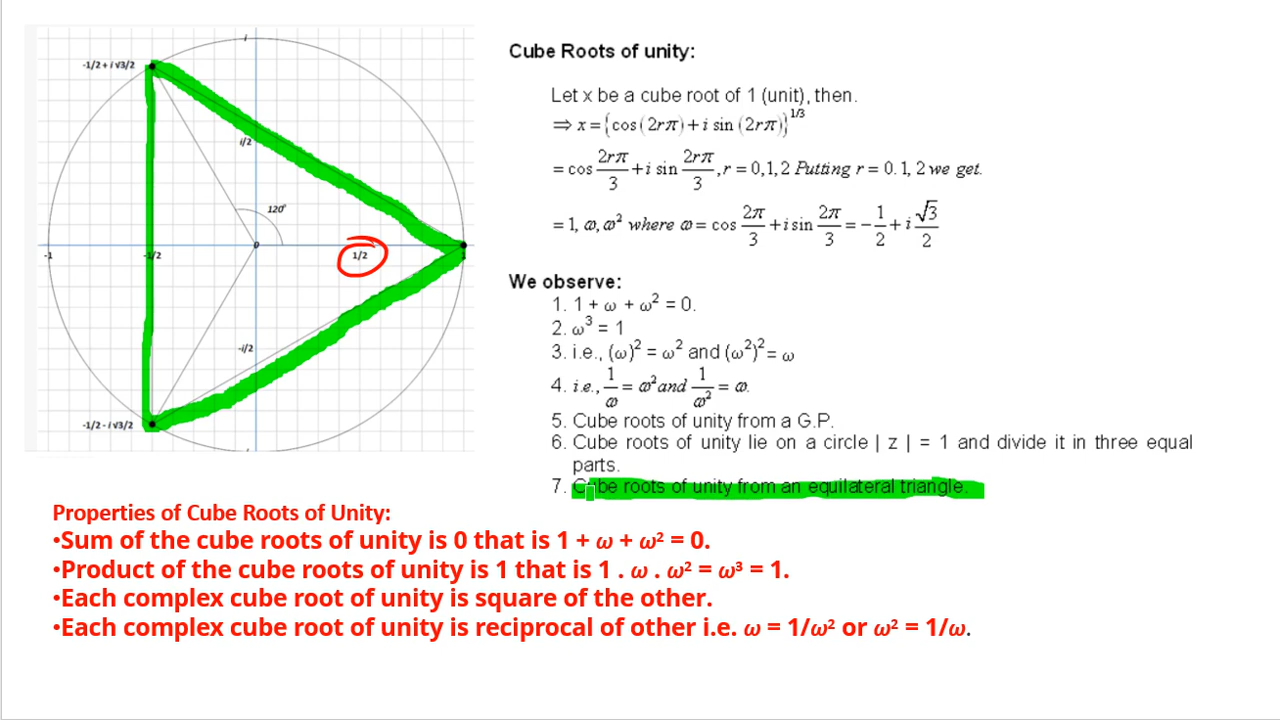 i
-1/2 + i √3/2
i/2
120°
-1
-1/2
0
1/2
1
-i/2
-1/2 - i √3/2
Cube Roots of unity:
Let x be a cube root of 1 (unit), then.
⇒ x = {cos (2rπ) + i sin (2rπ)}^1/3
= cos 2rπ/3 + i sin 2rπ/3 , r = 0,1,2 Putting r = 0.1, 2 we get.
= 1, ω, ω² where ω = cos 2π/3 + i sin 2π/3 = -1/2 + i √3/2
We observe:
1. 1 + ω + ω² = 0.
2. ω³ = 1
3. i.e., (ω)² = ω² and (ω²)² = ω
4. i.e., 1/ω = ω² and 1/ω² = ω.
5. Cube roots of unity from a G.P.
6. Cube roots of unity lie on a circle | z | = 1 and divide it in three equal
parts.
7. Cube roots of unity from an equilateral triangle.
Properties of Cube Roots of Unity:
•Sum of the cube roots of unity is 0 that is 1 + ω + ω² = 0.
•Product of the cube roots of unity is 1 that is 1 . ω . ω² = ω³ = 1.
•Each complex cube root of unity is square of the other.
•Each complex cube root of unity is reciprocal of other i.e. ω = 1/ω² or ω² = 1/ω.